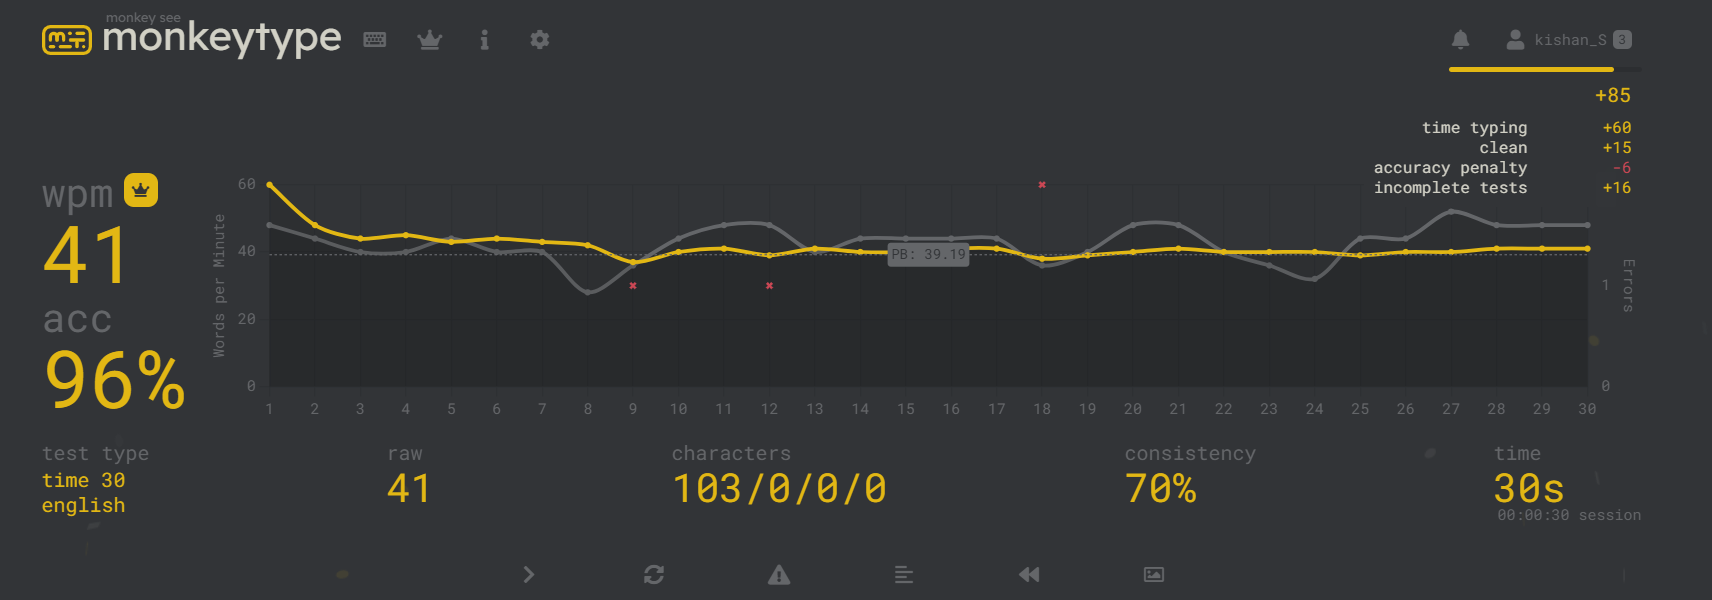 monkey see
monkeytype
kishan_S 3
+85
time typing +60
clean +15
accuracy penalty -6
incomplete tests +16
wpm
41
acc
96%
Words per Minute
60
40
20
0
PB: 39.19
Errors
1
0
1 2 3 4 5 6 7 8 9 10 11 12 13 14 15 16 17 18 19 20 21 22 23 24 25 26 27 28 29 30
test type
time 30
english
raw
41
characters
103/0/0/0
consistency
70%
time
30s
00:00:30 session